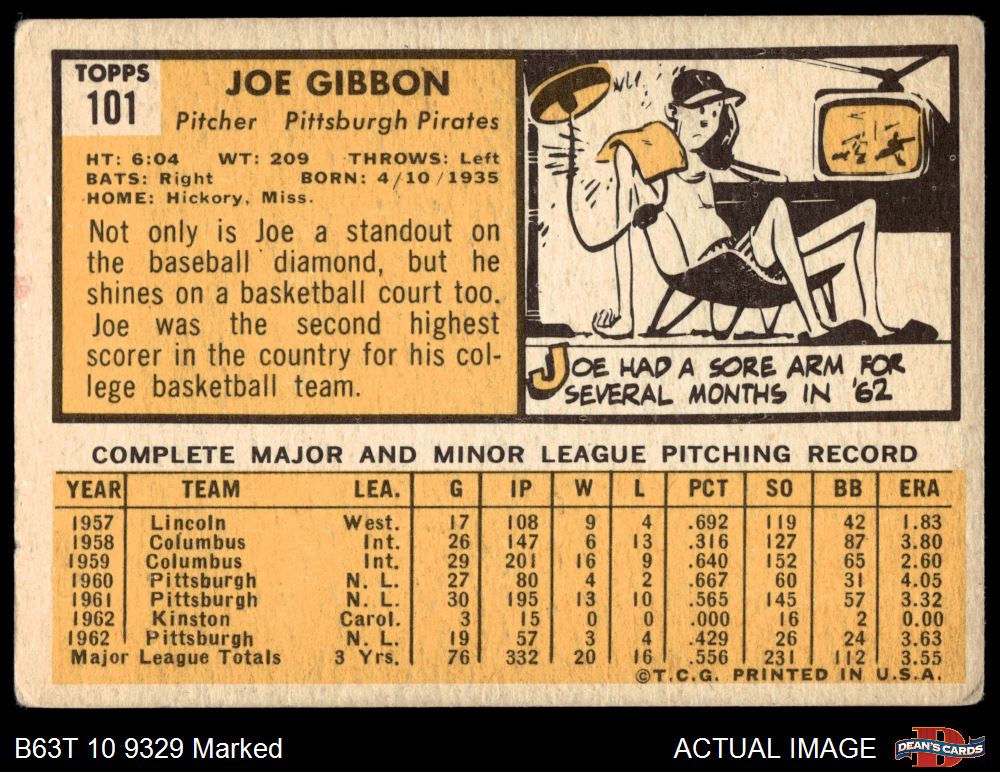 TOPPS
101
JOE GIBBON
Pitcher Pittsburgh Pirates
HT: 6:04 WT: 209 THROWS: Left
BATS: Right BORN: 4/10/1935
HOME: Hickory, Miss.
Not only is Joe a standout on
the baseball diamond, but he
shines on a basketball court too.
Joe was the second highest
scorer in the country for his col-
lege basketball team.
JOE HAD A SORE ARM FOR
SEVERAL MONTHS IN '62
COMPLETE MAJOR AND MINOR LEAGUE PITCHING RECORD
YEAR TEAM LEA. G IP W L PCT SO BB ERA
1957 Lincoln West. 17 108 9 4 .692 119 42 1.83
1958 Columbus Int. 26 147 6 13 .316 127 87 3.80
1959 Columbus Int. 29 201 16 9 .640 152 65 2.60
1960 Pittsburgh N. L. 27 80 4 2 .667 60 31 4.05
1961 Pittsburgh N. L. 30 195 13 10 .565 145 57 3.32
1962 Kinston Carol. 3 15 0 0 .000 16 2 0.00
1962 Pittsburgh N. L. 19 57 3 4 .429 26 24 3.63
Major League Totals 3 Yrs. 76 332 20 16 .556 231 112 3.55
©T.C.G. PRINTED IN U.S.A.
B63T 10 9329 Marked
ACTUAL IMAGE
DEAN'S CARDS